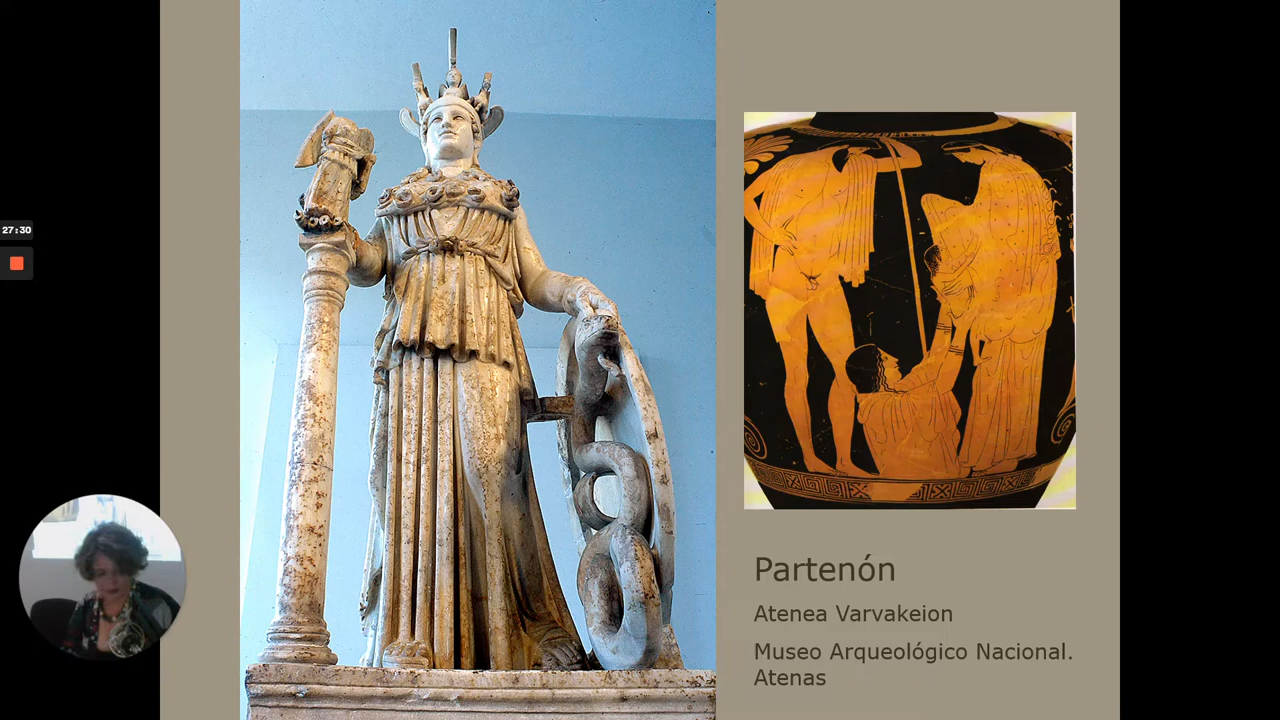 27:30
Partenón
Atenea Varvakeion
Museo Arqueológico Nacional.
Atenas